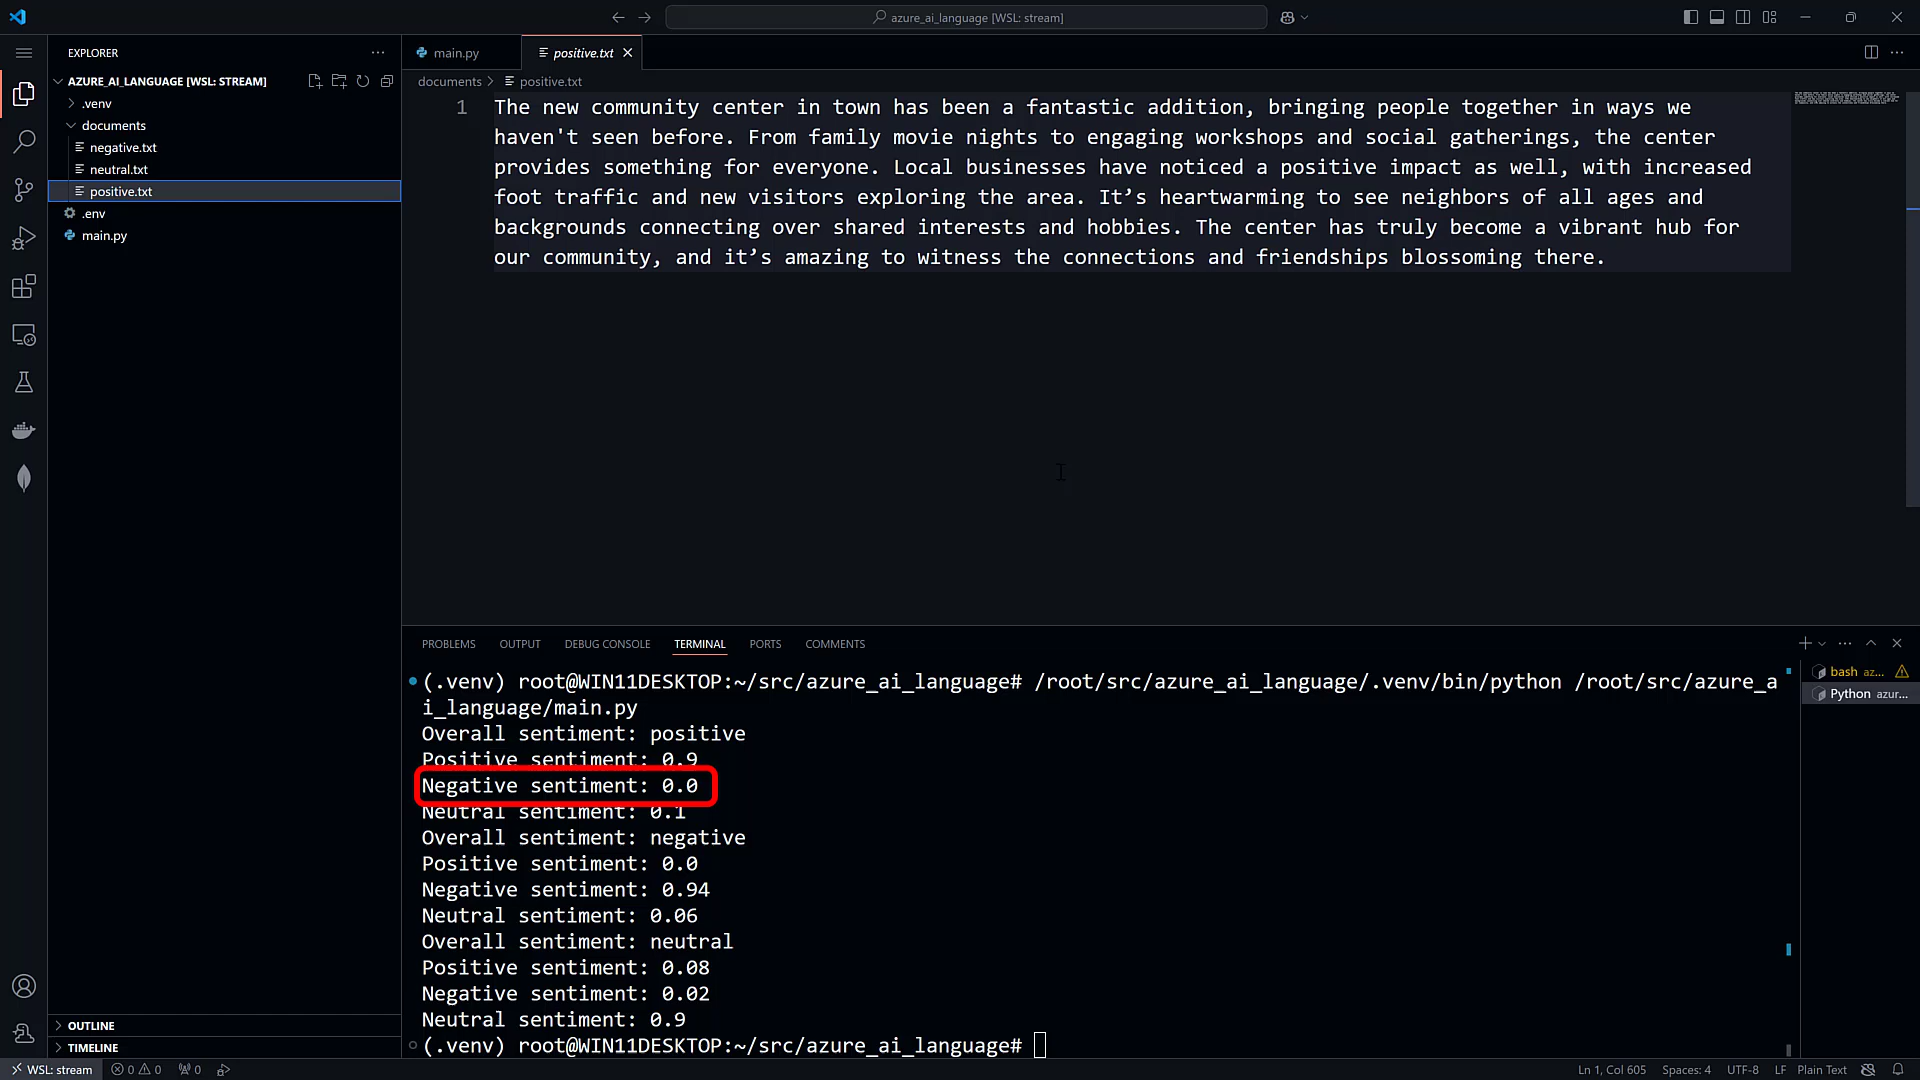 azure_ai_language [WSL: stream]
EXPLORER
AZURE_AI_LANGUAGE [WSL: STREAM]
.venv
documents
negative.txt
neutral.txt
positive.txt
.env
main.py
OUTLINE
TIMELINE
main.py
positive.txt
documents > positive.txt
1
The new community center in town has been a fantastic addition, bringing people together in ways we
haven't seen before. From family movie nights to engaging workshops and social gatherings, the center
provides something for everyone. Local businesses have noticed a positive impact as well, with increased
foot traffic and new visitors exploring the area. It’s heartwarming to see neighbors of all ages and
backgrounds connecting over shared interests and hobbies. The center has truly become a vibrant hub for
our community, and it’s amazing to witness the connections and friendships blossoming there.
PROBLEMS OUTPUT DEBUG CONSOLE TERMINAL PORTS COMMENTS
(.venv) root@WIN11DESKTOP:~/src/azure_ai_language# /root/src/azure_ai_language/.venv/bin/python /root/src/azure_a
i_language/main.py
Overall sentiment: positive
Positive sentiment: 0.9
Negative sentiment: 0.0
Neutral sentiment: 0.1
Overall sentiment: negative
Positive sentiment: 0.0
Negative sentiment: 0.94
Neutral sentiment: 0.06
Overall sentiment: neutral
Positive sentiment: 0.08
Negative sentiment: 0.02
Neutral sentiment: 0.9
(.venv) root@WIN11DESKTOP:~/src/azure_ai_language#
bash az...
Python azur...
WSL: stream 0 0 0
Ln 1, Col 605 Spaces: 4 UTF-8 LF Plain Text